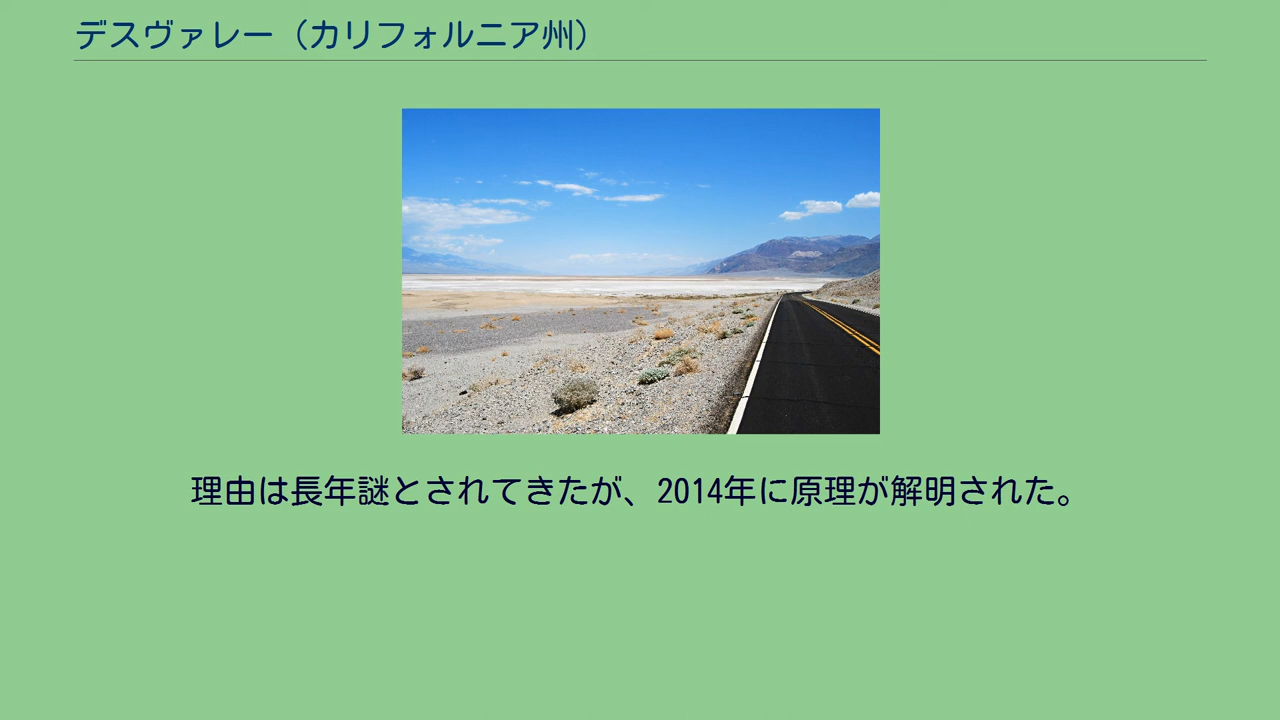 デスヴァレー（カリフォルニア州）
理由は長年謎とされてきたが、2014年に原理が解明された。